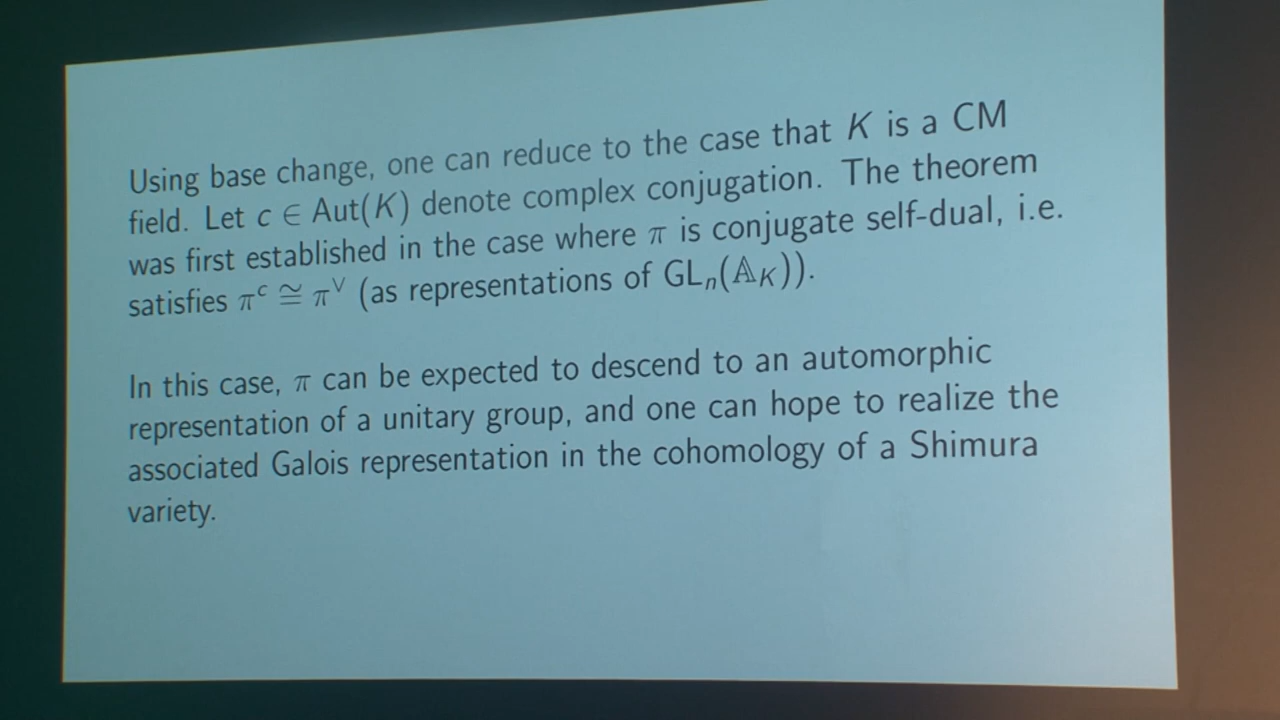 Using base change, one can reduce to the case that K is a CM
field. Let c ∈ Aut(K) denote complex conjugation. The theorem
was first established in the case where π is conjugate self-dual, i.e.
satisfies πᶜ ≅ π^∨ (as representations of GLₙ(𝔸_K)).
In this case, π can be expected to descend to an automorphic
representation of a unitary group, and one can hope to realize the
associated Galois representation in the cohomology of a Shimura
variety.